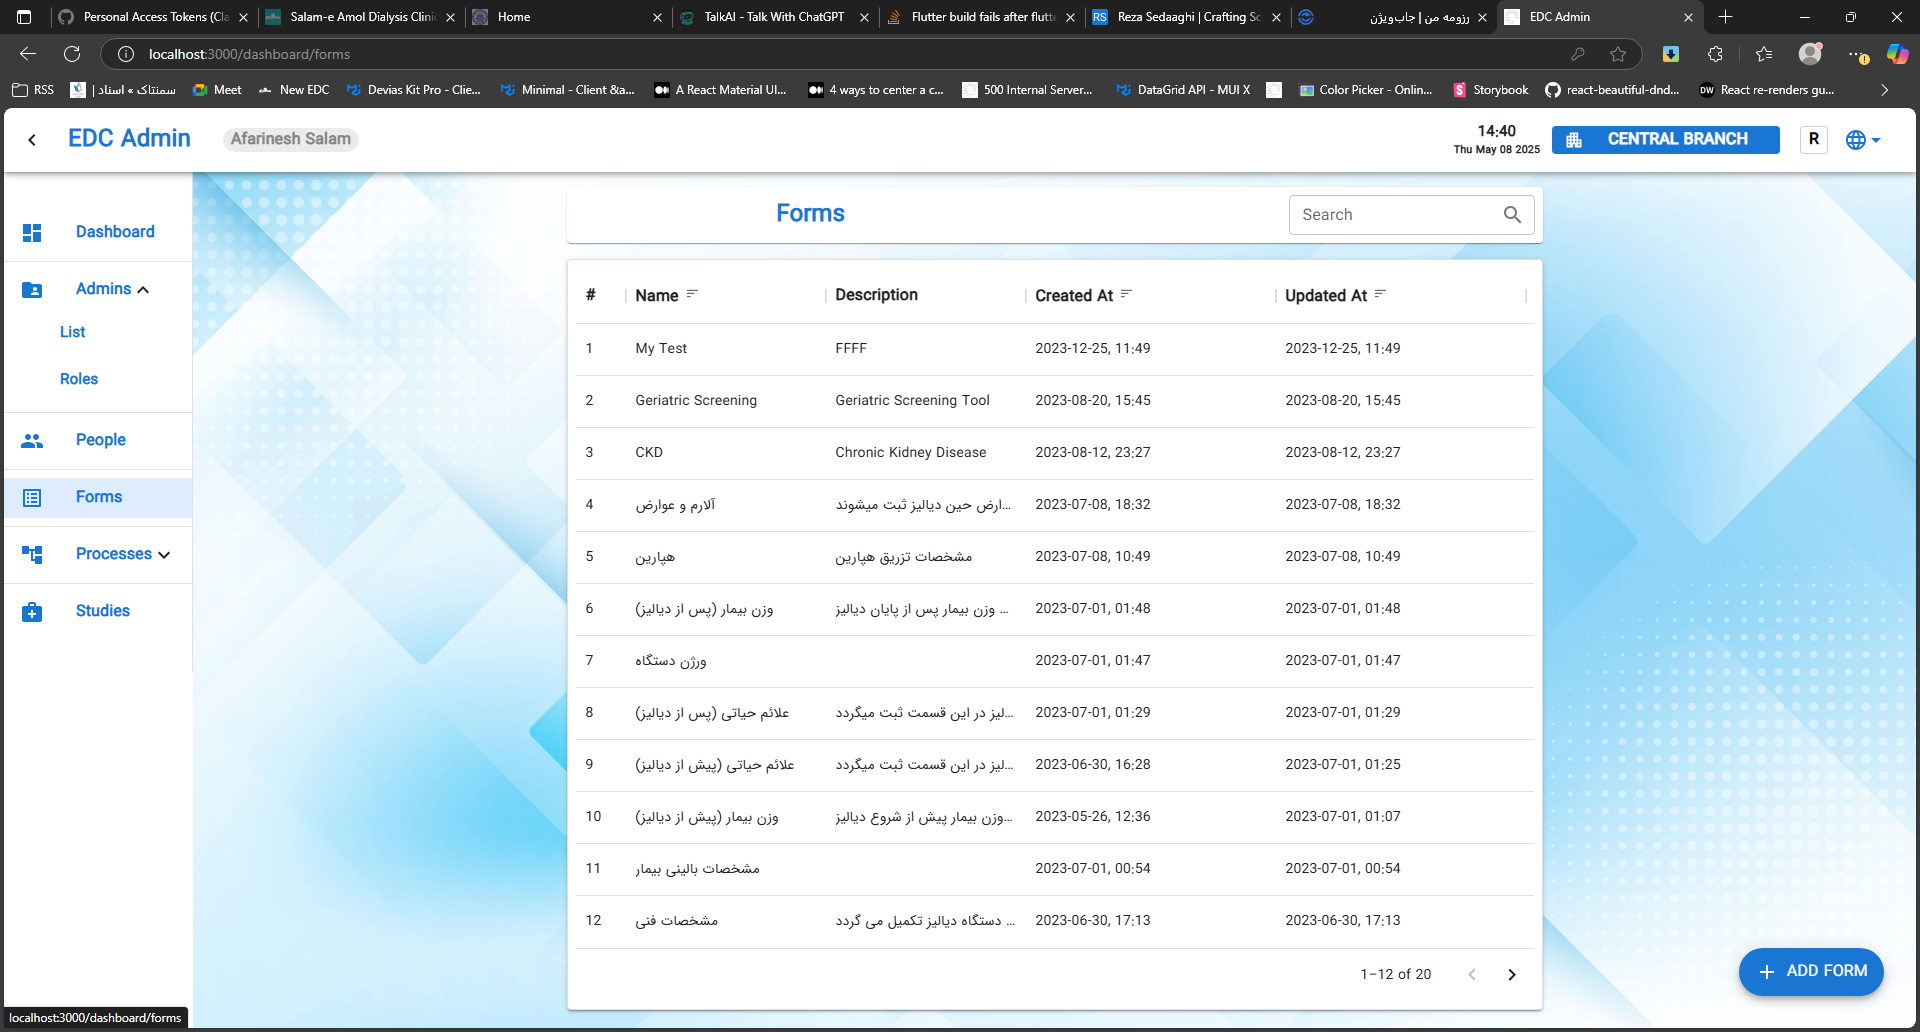 Personal Access Tokens (Cla
Salam-e Amol Dialysis Clinic
Home
TalkAI - Talk With ChatGPT
Flutter build fails after flutte
RS Reza Sedaaghi | Crafting Sc
رزومه من | جاب‌ویژن
EDC Admin
localhost:3000/dashboard/forms
RSS
سمنتاک » اسناد |
Meet
New EDC
Devias Kit Pro - Clie...
Minimal - Client &a...
A React Material UI...
4 ways to center a c...
500 Internal Server...
DataGrid API - MUI X
Color Picker - Onlin...
Storybook
react-beautiful-dnd...
DW React re-renders gu...
EDC Admin
Afarinesh Salam
14:40
Thu May 08 2025
CENTRAL BRANCH
R
Dashboard
Admins
List
Roles
People
Forms
Processes
Studies
Forms
Search
# Name Description Created At Updated At
1 My Test FFFF 2023-12-25, 11:49 2023-12-25, 11:49
2 Geriatric Screening Geriatric Screening Tool 2023-08-20, 15:45 2023-08-20, 15:45
3 CKD Chronic Kidney Disease 2023-08-12, 23:27 2023-08-12, 23:27
4 آلارم و عوارض ...ارض حین دیالیز ثبت میشوند 2023-07-08, 18:32 2023-07-08, 18:32
5 هپارین مشخصات تزریق هپارین 2023-07-08, 10:49 2023-07-08, 10:49
6 وزن بیمار (پس از دیالیز) ... وزن بیمار پس از پایان دیالیز 2023-07-01, 01:48 2023-07-01, 01:48
7 ورژن دستگاه 2023-07-01, 01:47 2023-07-01, 01:47
8 علائم حیاتی (پس از دیالیز) ...لیز در این قسمت ثبت میگردد 2023-07-01, 01:29 2023-07-01, 01:29
9 علائم حیاتی (پیش از دیالیز) ...لیز در این قسمت ثبت میگردد 2023-06-30, 16:28 2023-07-01, 01:25
10 وزن بیمار (پیش از دیالیز) ...وزن بیمار پیش از شروع دیالیز 2023-05-26, 12:36 2023-07-01, 01:07
11 مشخصات بالینی بیمار 2023-07-01, 00:54 2023-07-01, 00:54
12 مشخصات فنی ... دستگاه دیالیز تکمیل می گردد 2023-06-30, 17:13 2023-06-30, 17:13
1–12 of 20
ADD FORM
localhost:3000/dashboard/forms